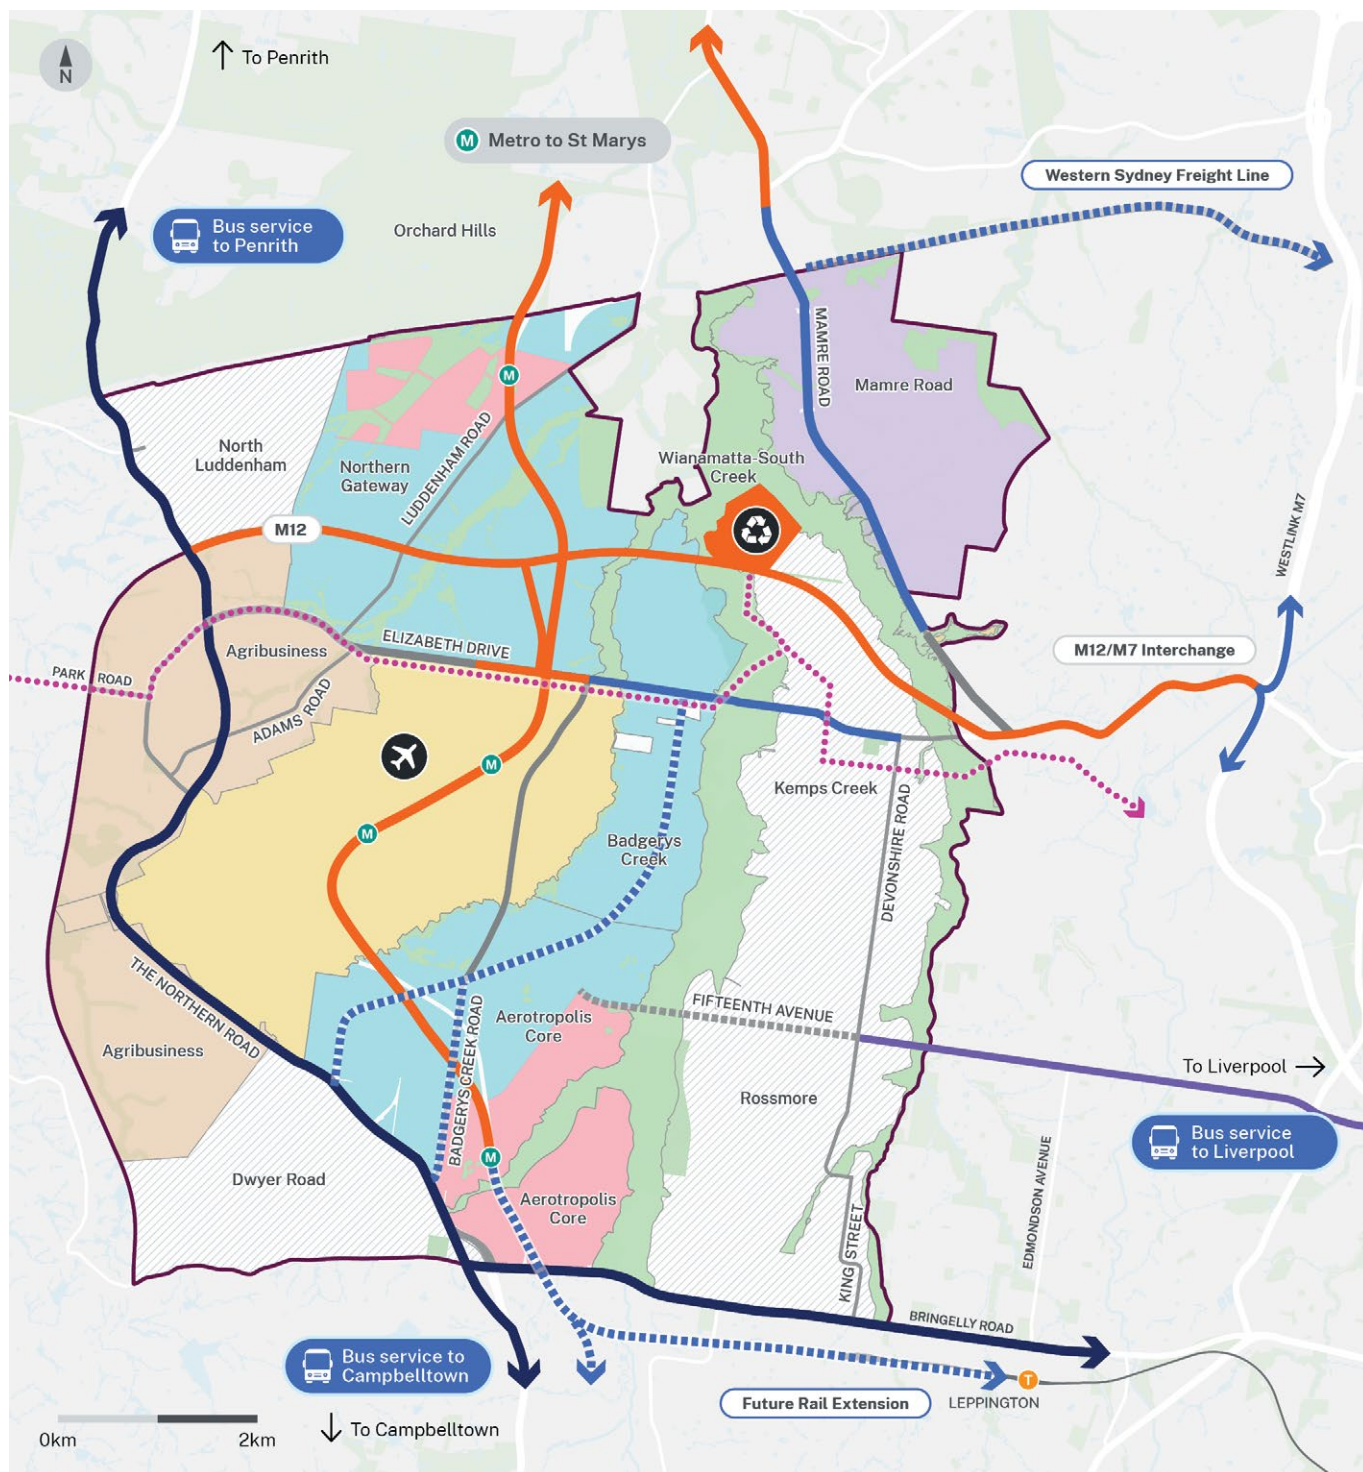 To Penrith
N
M Metro to St Marys
Western Sydney Freight Line
Bus service
to Penrith
Orchard Hills
MAMRE ROAD
M
Mamre Road
LUDDENHAM ROAD
North
Luddenham
Northern
Gateway
Wianamatta-South
Creek
M12
WESTLINK M7
ELIZABETH DRIVE
Agribusiness
M12/M7 Interchange
PARK ROAD
ADAMS ROAD
M
Kemps Creek
M
Badgerys
Creek
DEVONSHIRE ROAD
THE NORTHERN ROAD
FIFTEENTH AVENUE
Aerotropolis
Core
BADGERYS CREEK ROAD
Agribusiness
To Liverpool
Rossmore
Bus service
to Liverpool
M
Dwyer Road
Aerotropolis
Core
EDMONDSON AVENUE
KING STREET
BRINGELLY ROAD
Bus service to
Campbelltown
T
Future Rail Extension
LEPPINGTON
0km
2km
To Campbelltown